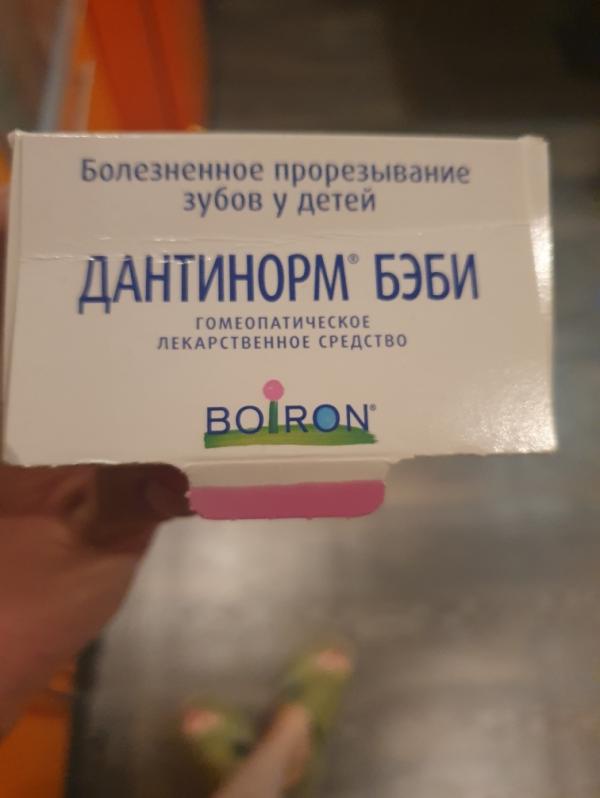 Болезненное прорезывание
зубов у детей
ДАНТИНОРМ® БЭБИ
ГОМЕОПАТИЧЕСКОЕ
ЛЕКАРСТВЕННОЕ СРЕДСТВО
BOIRON®